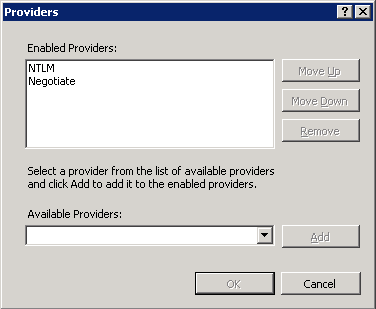 Providers
Enabled Providers:
NTLM
Negotiate
Move Up
Move Down
Remove
Select a provider from the list of available providers
and click Add to add it to the enabled providers.
Available Providers:
Add
OK
Cancel